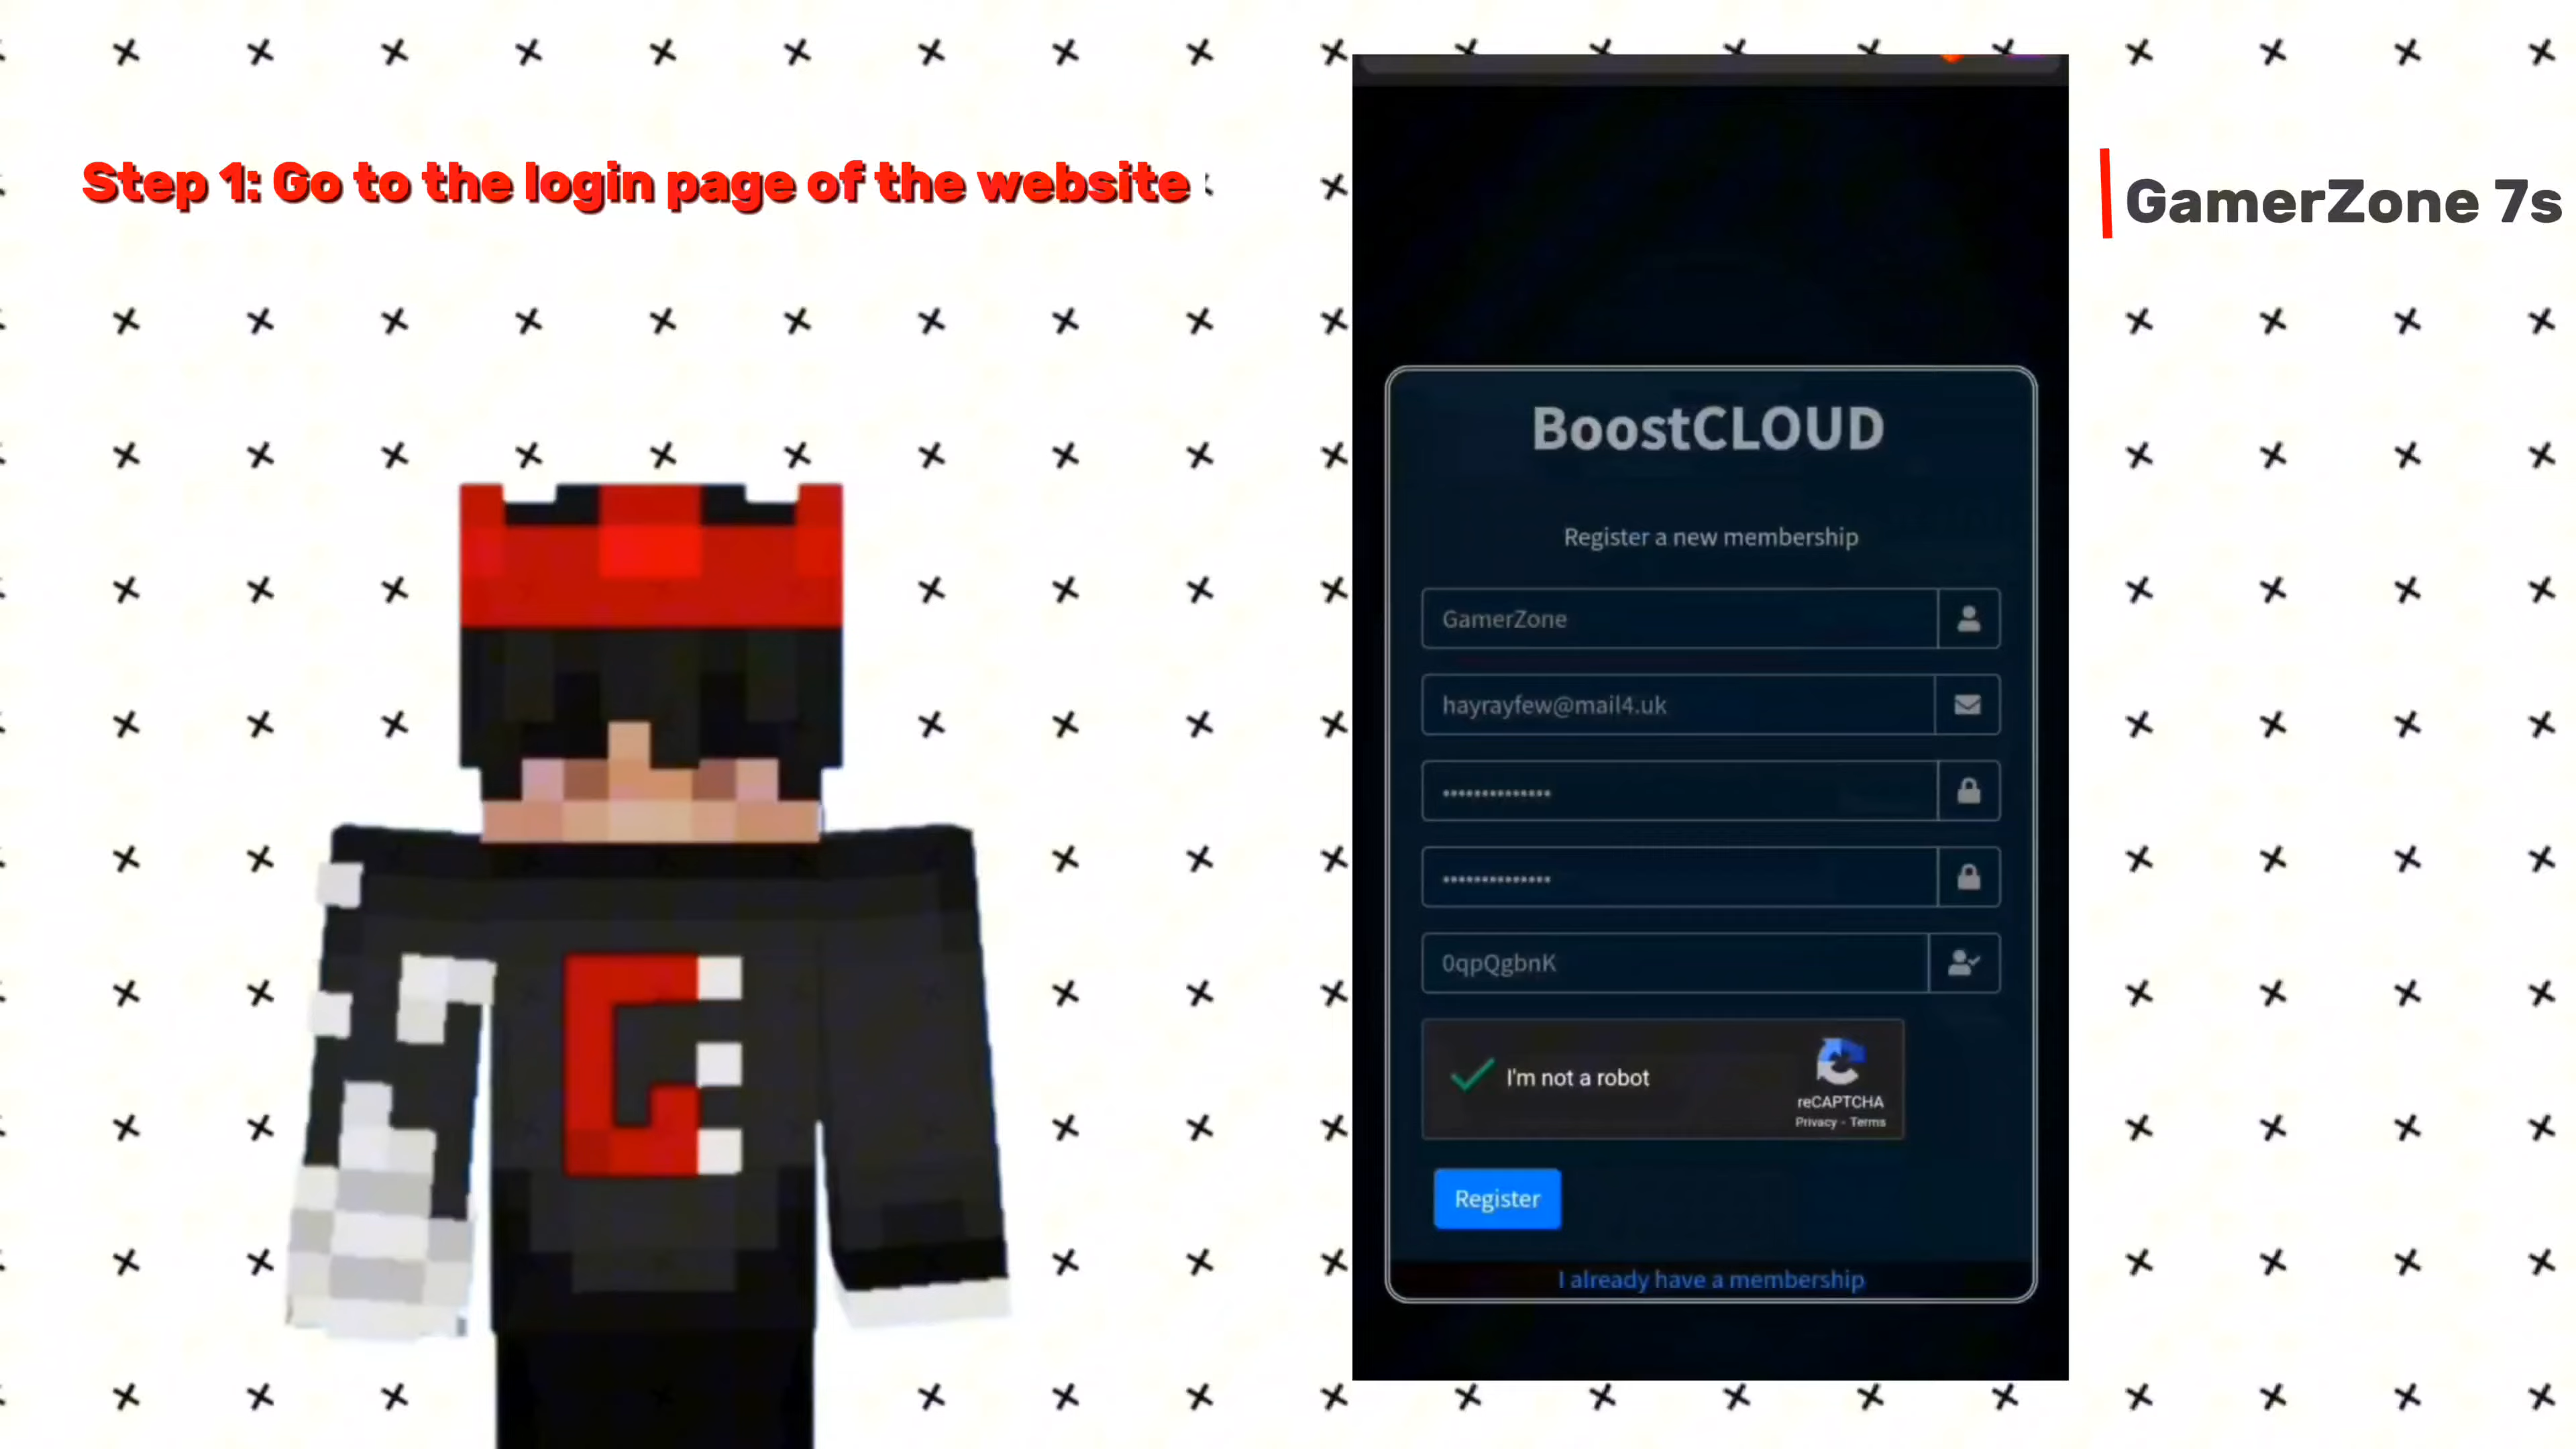 Step 1: Go to the login page of the website
GamerZone 7s
BoostCLOUD
Register a new membership
GamerZone
hayrayfew@mail4.uk
••••••••••••••
••••••••••••••
0qpQgbnK
I'm not a robot
reCAPTCHA
Privacy - Terms
Register
I already have a membership